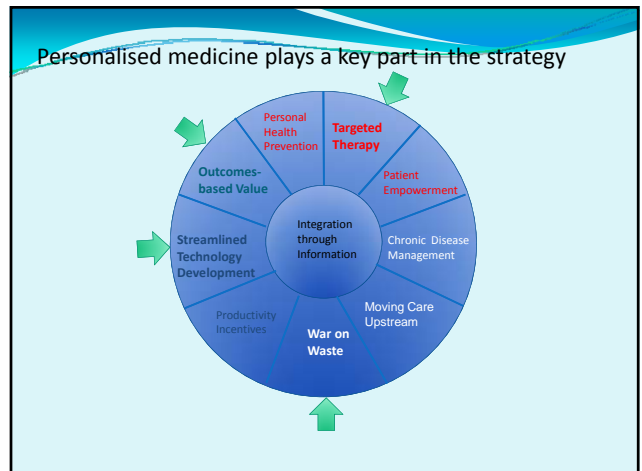 Personalised medicine plays a key part in the strategy
Personal
Health
Prevention
Targeted
Therapy
Patient
Empowerment
Chronic Disease
Management
Moving Care
Upstream
War on
Waste
Productivity
Incentives
Streamlined
Technology
Development
Outcomes-
based Value
Integration
through
Information